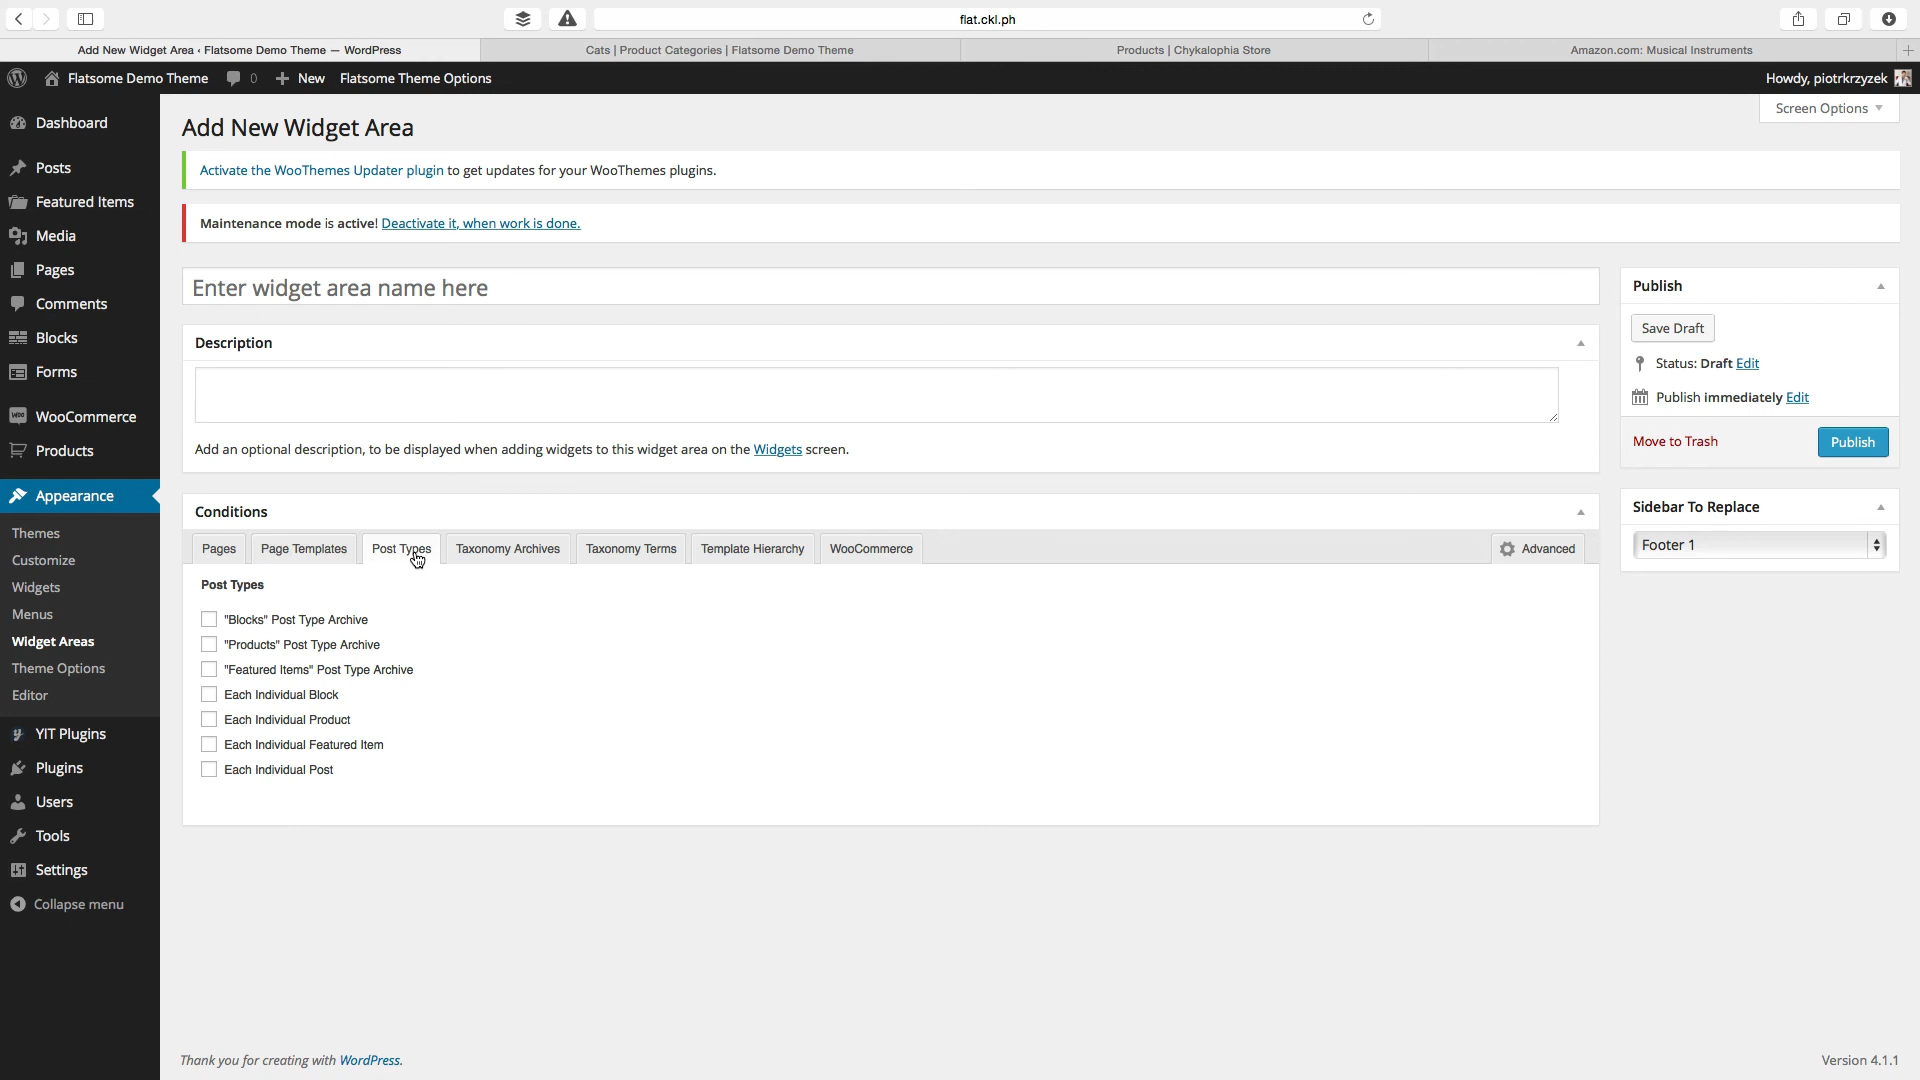 flat.ckl.ph
Add New Widget Area ‹ Flatsome Demo Theme — WordPress
Cats | Product Categories | Flatsome Demo Theme
Products | Chykalophia Store
Amazon.com: Musical Instruments
Flatsome Demo Theme
0
New
Flatsome Theme Options
Howdy, piotrkrzyzek
Screen Options
Dashboard
Posts
Featured Items
Media
Pages
Comments
Blocks
Forms
WooCommerce
Products
Appearance
Themes
Customize
Widgets
Menus
Widget Areas
Theme Options
Editor
YIT Plugins
Plugins
Users
Tools
Settings
Collapse menu
Add New Widget Area
Activate the WooThemes Updater plugin to get updates for your WooThemes plugins.
Maintenance mode is active! Deactivate it, when work is done.
Enter widget area name here
Description
Add an optional description, to be displayed when adding widgets to this widget area on the Widgets screen.
Conditions
Pages
Page Templates
Post Types
Taxonomy Archives
Taxonomy Terms
Template Hierarchy
WooCommerce
Advanced
Post Types
"Blocks" Post Type Archive
"Products" Post Type Archive
"Featured Items" Post Type Archive
Each Individual Block
Each Individual Product
Each Individual Featured Item
Each Individual Post
Publish
Save Draft
Status: Draft Edit
Publish immediately Edit
Move to Trash
Publish
Sidebar To Replace
Footer 1
Thank you for creating with WordPress.
Version 4.1.1